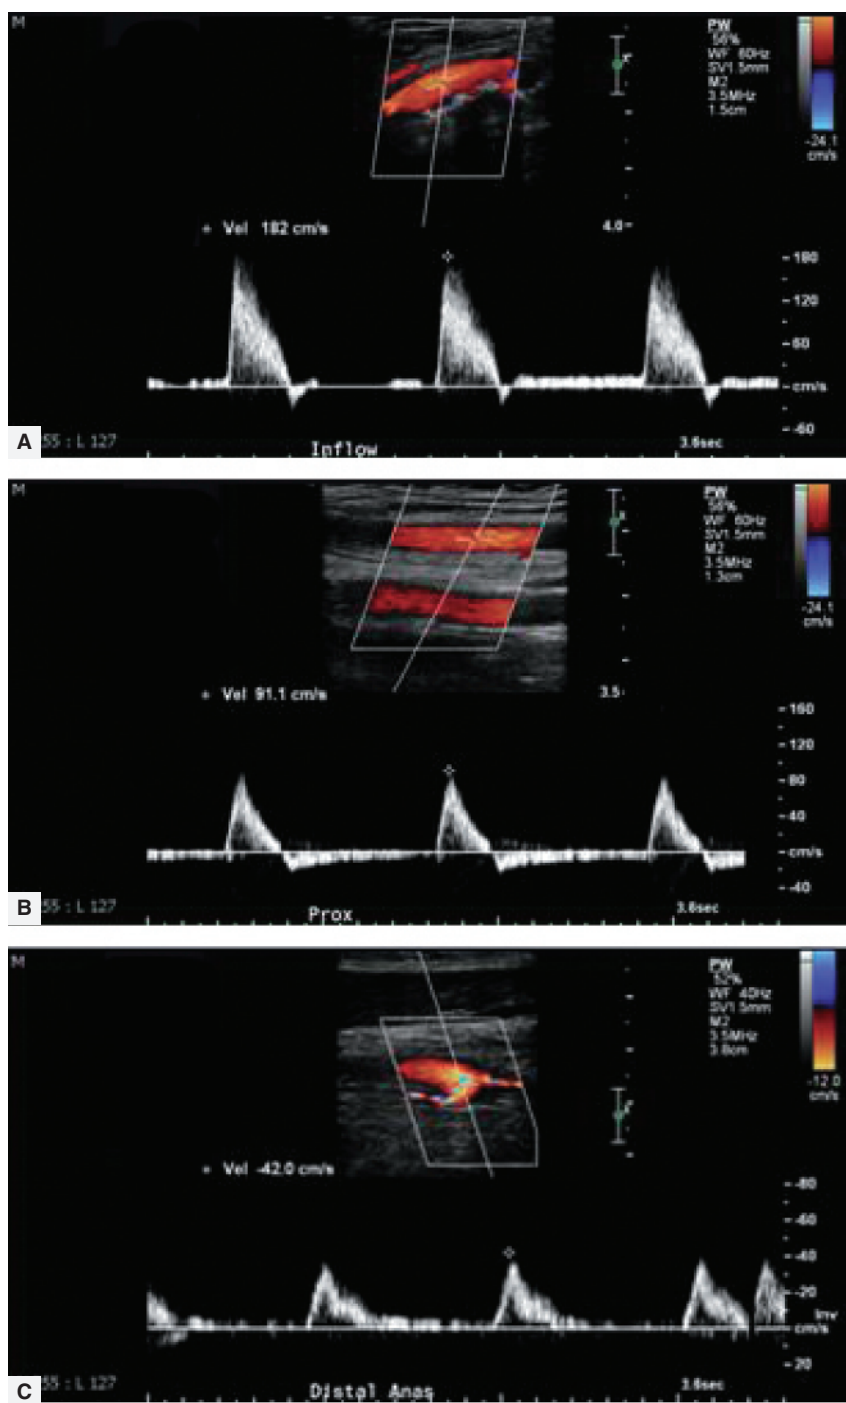 M
PW
56%
WF 60Hz
SV1.5mm
M2
3.5MHz
1.5cm
-24.1
cm/s
Vel 182 cm/s
4.0
180
120
60
cm/s
-60
A
55 : L 127
3.6sec
Inflow
M
PW
56%
WF 60Hz
SV1.5mm
M2
3.5MHz
1.3cm
-24.1
cm/s
Vel 91.1 cm/s
3.5
160
120
80
40
cm/s
-40
B
55 : L 127
3.6sec
Prox
M
PW
52%
WF 40Hz
SV1.5mm
M2
3.5MHz
3.8cm
-12.0
cm/s
Vel -42.0 cm/s
-80
-60
-40
-20
Inv
cm/s
20
C
55 : L 127
3.6sec
Distal Anas